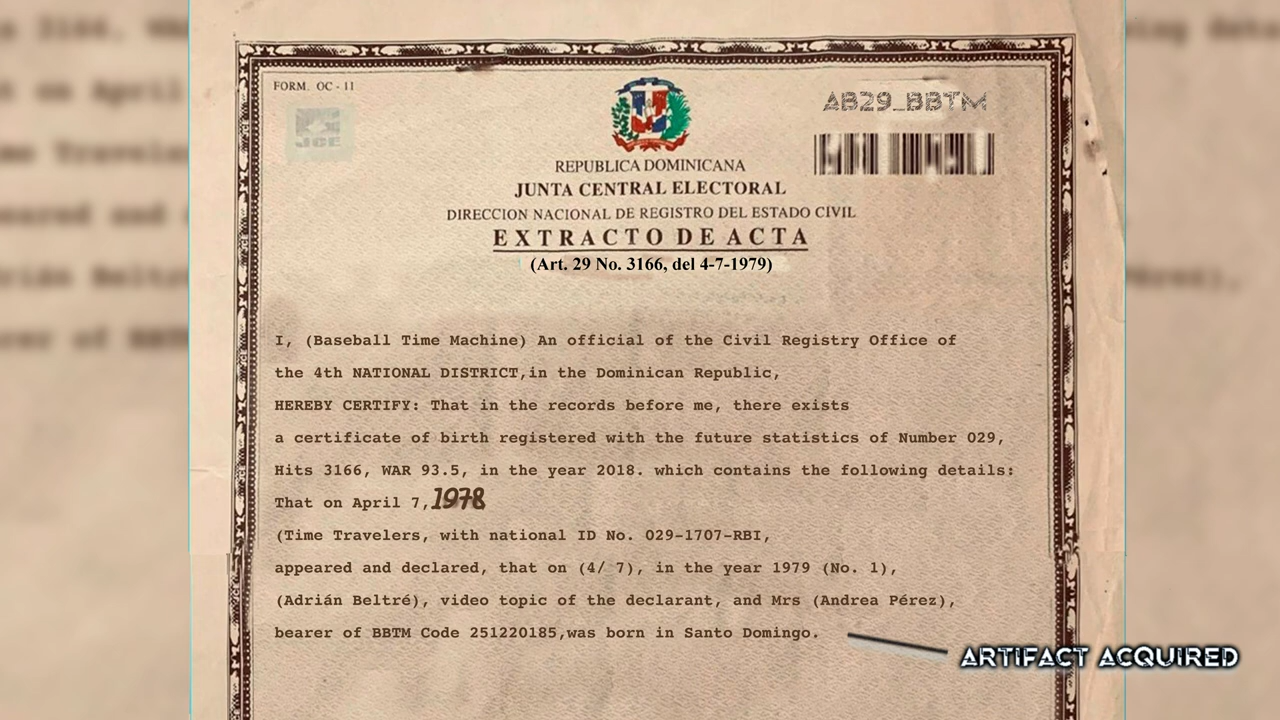 FORM. OC - 11
JCE
AB29_BBTM
REPUBLICA DOMINICANA
JUNTA CENTRAL ELECTORAL
DIRECCION NACIONAL DE REGISTRO DEL ESTADO CIVIL
EXTRACTO DE ACTA
(Art. 29 No. 3166, del 4-7-1979)
I, (Baseball Time Machine) An official of the Civil Registry Office of
the 4th NATIONAL DISTRICT,in the Dominican Republic,
HEREBY CERTIFY: That in the records before me, there exists
a certificate of birth registered with the future statistics of Number 029,
Hits 3166, WAR 93.5, in the year 2018. which contains the following details:
That on April 7,1978
(Time Travelers, with national ID No. 029-1707-RBI,
appeared and declared, that on (4/ 7), in the year 1979 (No. 1),
(Adrián Beltré), video topic of the declarant, and Mrs (Andrea Pérez),
bearer of BBTM Code 251220185,was born in Santo Domingo.
ARTIFACT ACQUIRED